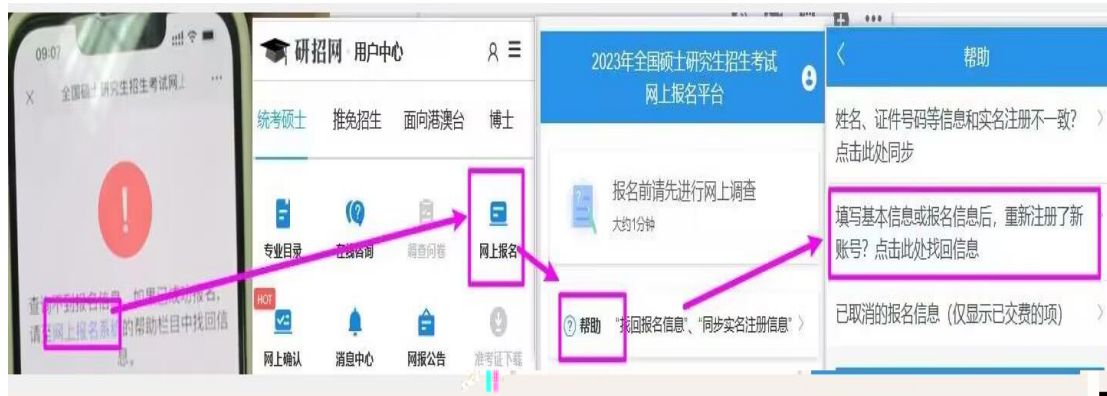 09:07
全国硕士研究生招生考试网上
查询不到报名信息，如果已成功报名，
请至网上报名系统的帮助栏目中找回信
息。
研招网 用户中心
统考硕士 推免招生 面向港澳台 博士
专业目录 在线咨询 调查问卷 网上报名
HOT
网上确认 消息中心 网报公告 准考证下载
2023年全国硕士研究生招生考试
网上报名平台
报名前请先进行网上调查
大约1分钟
帮助 “找回报名信息”、“同步实名注册信息”
帮助
姓名、证件号码等信息和实名注册不一致？
点击此处同步
填写基本信息或报名信息后，重新注册了新
账号？点击此处找回信息
已取消的报名信息（仅显示已交费的项）